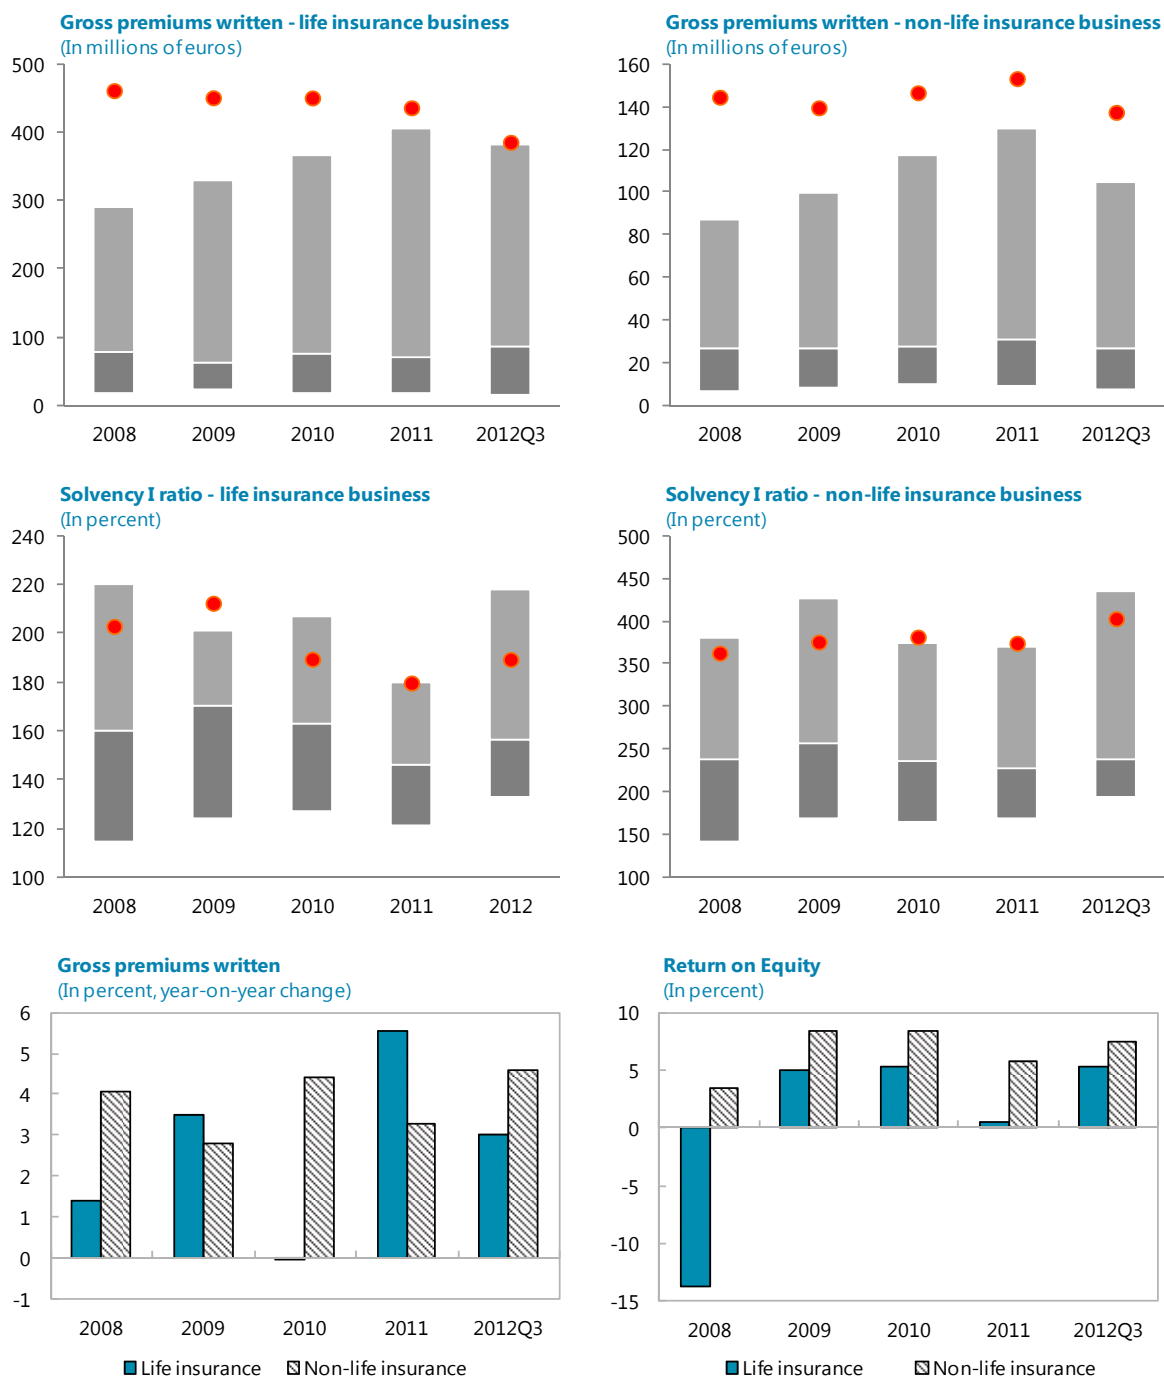 Gross premiums written - life insurance business
(In millions of euros)
500
400
300
200
100
0
2008 2009 2010 2011 2012Q3
Gross premiums written - non-life insurance business
(In millions of euros)
160
140
120
100
80
60
40
20
0
2008 2009 2010 2011 2012Q3
Solvency I ratio - life insurance business
(In percent)
240
220
200
180
160
140
120
100
2008 2009 2010 2011 2012
Solvency I ratio - non-life insurance business
(In percent)
500
450
400
350
300
250
200
150
100
2008 2009 2010 2011 2012Q3
Gross premiums written
(In percent, year-on-year change)
6
5
4
3
2
1
0
-1
2008 2009 2010 2011 2012Q3
Life insurance Non-life insurance
Return on Equity
(In percent)
10
5
0
-5
-10
-15
2008 2009 2010 2011 2012Q3
Life insurance Non-life insurance